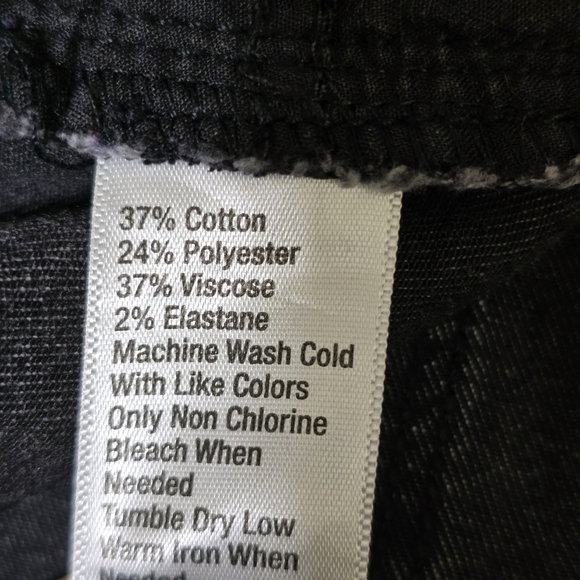 37% Cotton
24% Polyester
37% Viscose
2% Elastane
Machine Wash Cold
With Like Colors
Only Non Chlorine
Bleach When
Needed
Tumble Dry Low
Warm Iron When
Needed